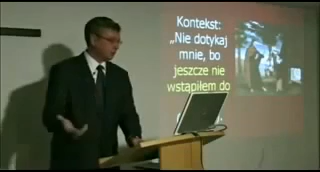 Kontekst:
„Nie dotykaj
mnie, bo
jeszcze nie
wstąpiłem do